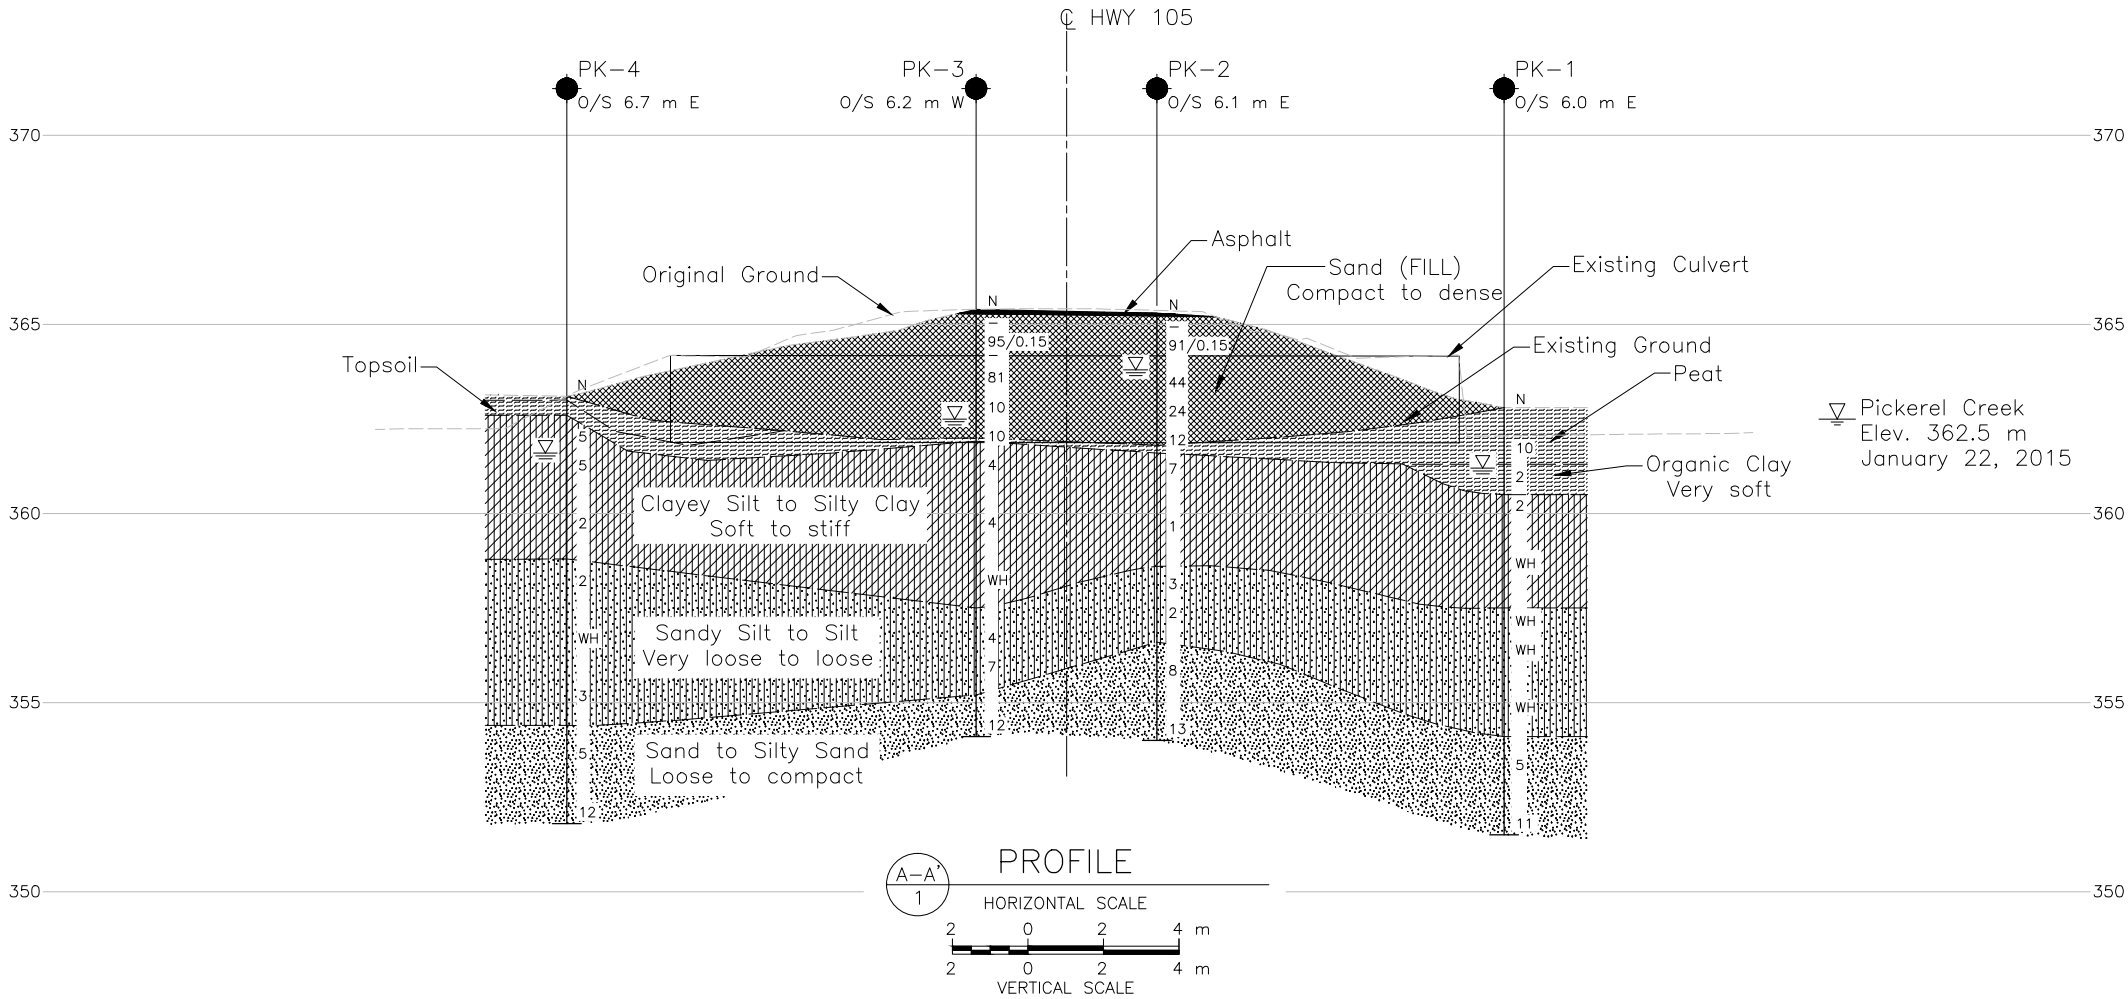 ℄ HWY 105
PK-4
O/S 6.7 m E
PK-3
O/S 6.2 m W
PK-2
O/S 6.1 m E
PK-1
O/S 6.0 m E
370
370
Asphalt
Original Ground
Sand (FILL)
Compact to dense
Existing Culvert
365
365
Topsoil
Existing Ground
Peat
Pickerel Creek
Elev. 362.5 m
January 22, 2015
Organic Clay
Very soft
N
5
5
2
2
WH
3
5
12
N
95/0.15
81
10
10
4
4
WH
4
7
12
N
91/0.15
44
24
12
7
1
3
2
8
13
N
10
2
2
WH
WH
WH
WH
5
11
Clayey Silt to Silty Clay
Soft to stiff
360
360
Sandy Silt to Silt
Very loose to loose
355
355
Sand to Silty Sand
Loose to compact
350
350
A-A'
1
PROFILE
HORIZONTAL SCALE
2 0 2 4 m
2 0 2 4 m
VERTICAL SCALE